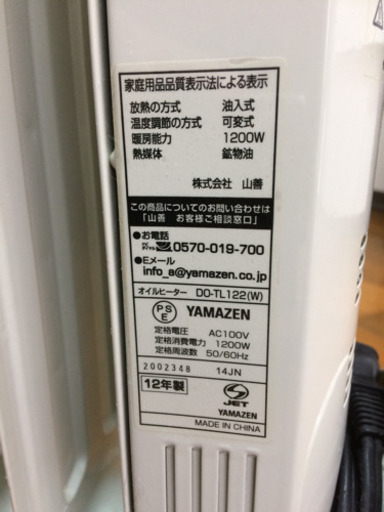 家庭用品品質表示法による表示
放熱の方式 油入式
温度調節の方式 可変式
暖房能力 1200W
熱媒体 鉱物油
株式会社 山善
この商品についてのお問い合わせは
「山善 お客様ご相談窓口」
●お電話
0570-019-700
●Eメール
info_a@yamazen.co.jp
オイルヒーター DO-TL122(W)
PS
E
YAMAZEN
定格電圧 AC100V
定格消費電力 1200W
定格周波数 50/60Hz
2002348 14JN
12年製
JET
YAMAZEN
MADE IN CHINA